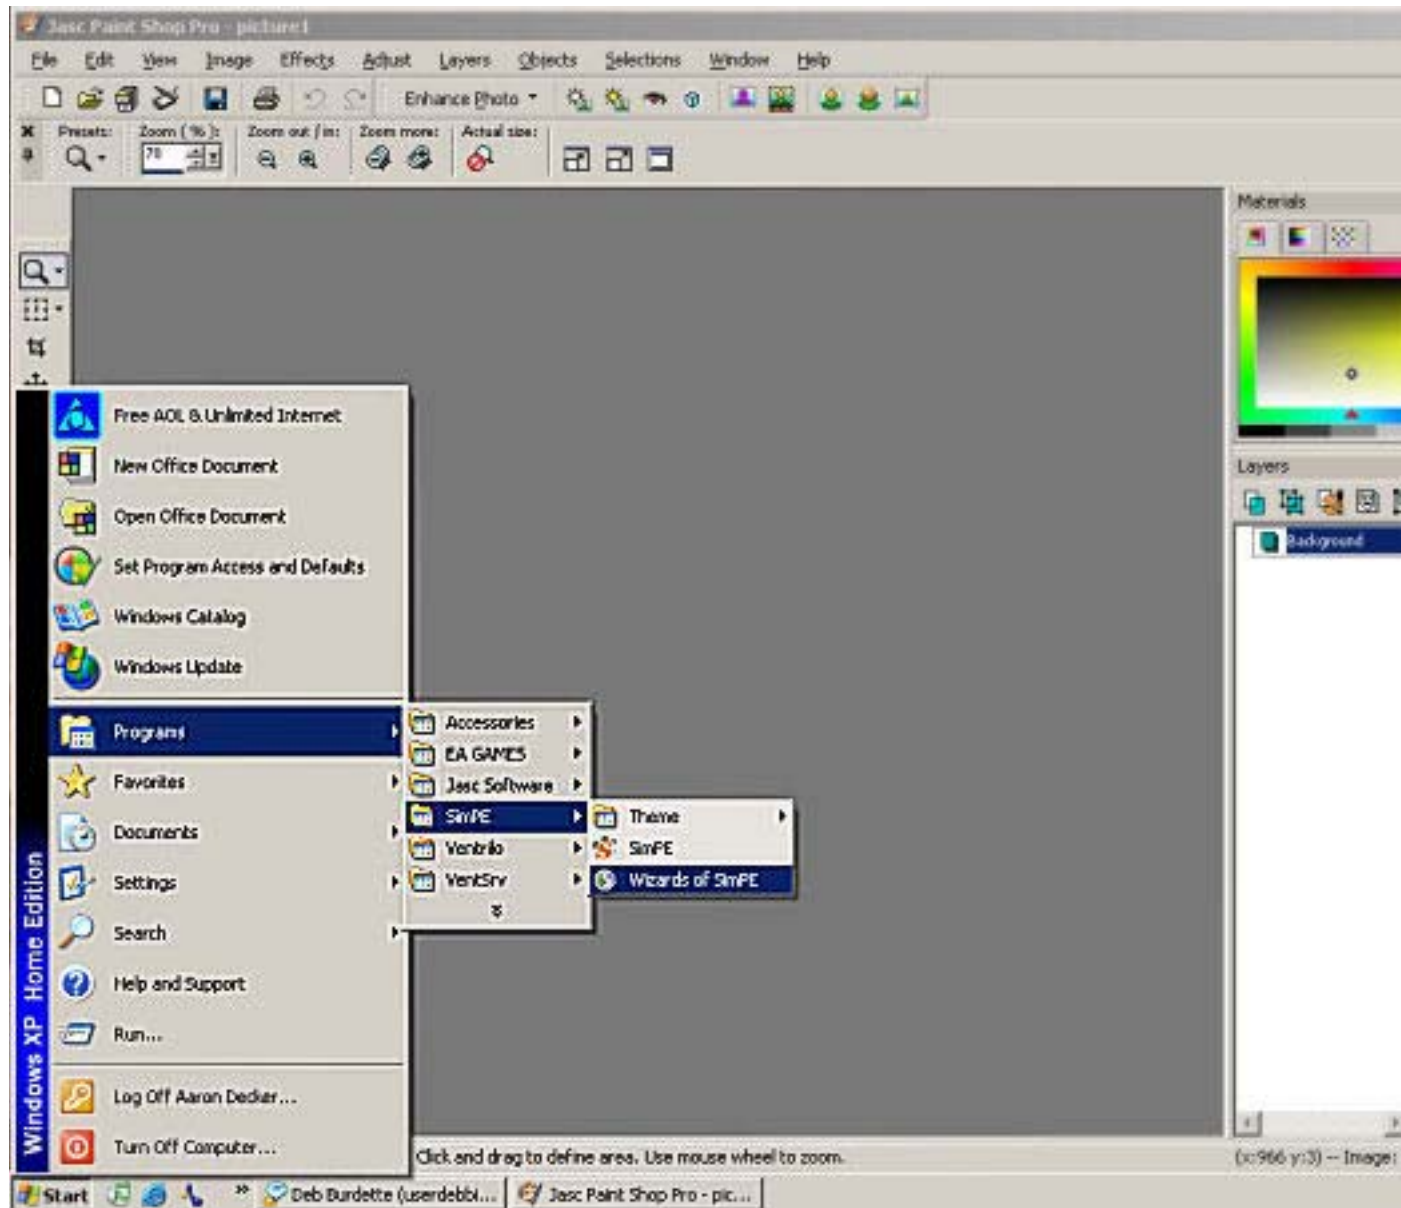 Jasc Paint Shop Pro - picture1
File Edit View Image Effects Adjust Layers Objects Selections Window Help
Enhance Photo
Presets: Zoom ( % ): Zoom out / in: Zoom more: Actual size:
70
Materials
Layers
Background
Free AOL & Unlimited Internet
New Office Document
Open Office Document
Set Program Access and Defaults
Windows Catalog
Windows Update
Programs
Favorites
Documents
Settings
Search
Help and Support
Run...
Log Off Aaron Decker...
Turn Off Computer...
Windows XP Home Edition
Accessories
EA GAMES
Jasc Software
SimPE
Ventrilo
VentSrv
Theme
SimPE
Wizards of SimPE
Click and drag to define area. Use mouse wheel to zoom.
(x:966 y:3) -- Image:
Start
Deb Burdette (userdebbi...
Jasc Paint Shop Pro - pic...